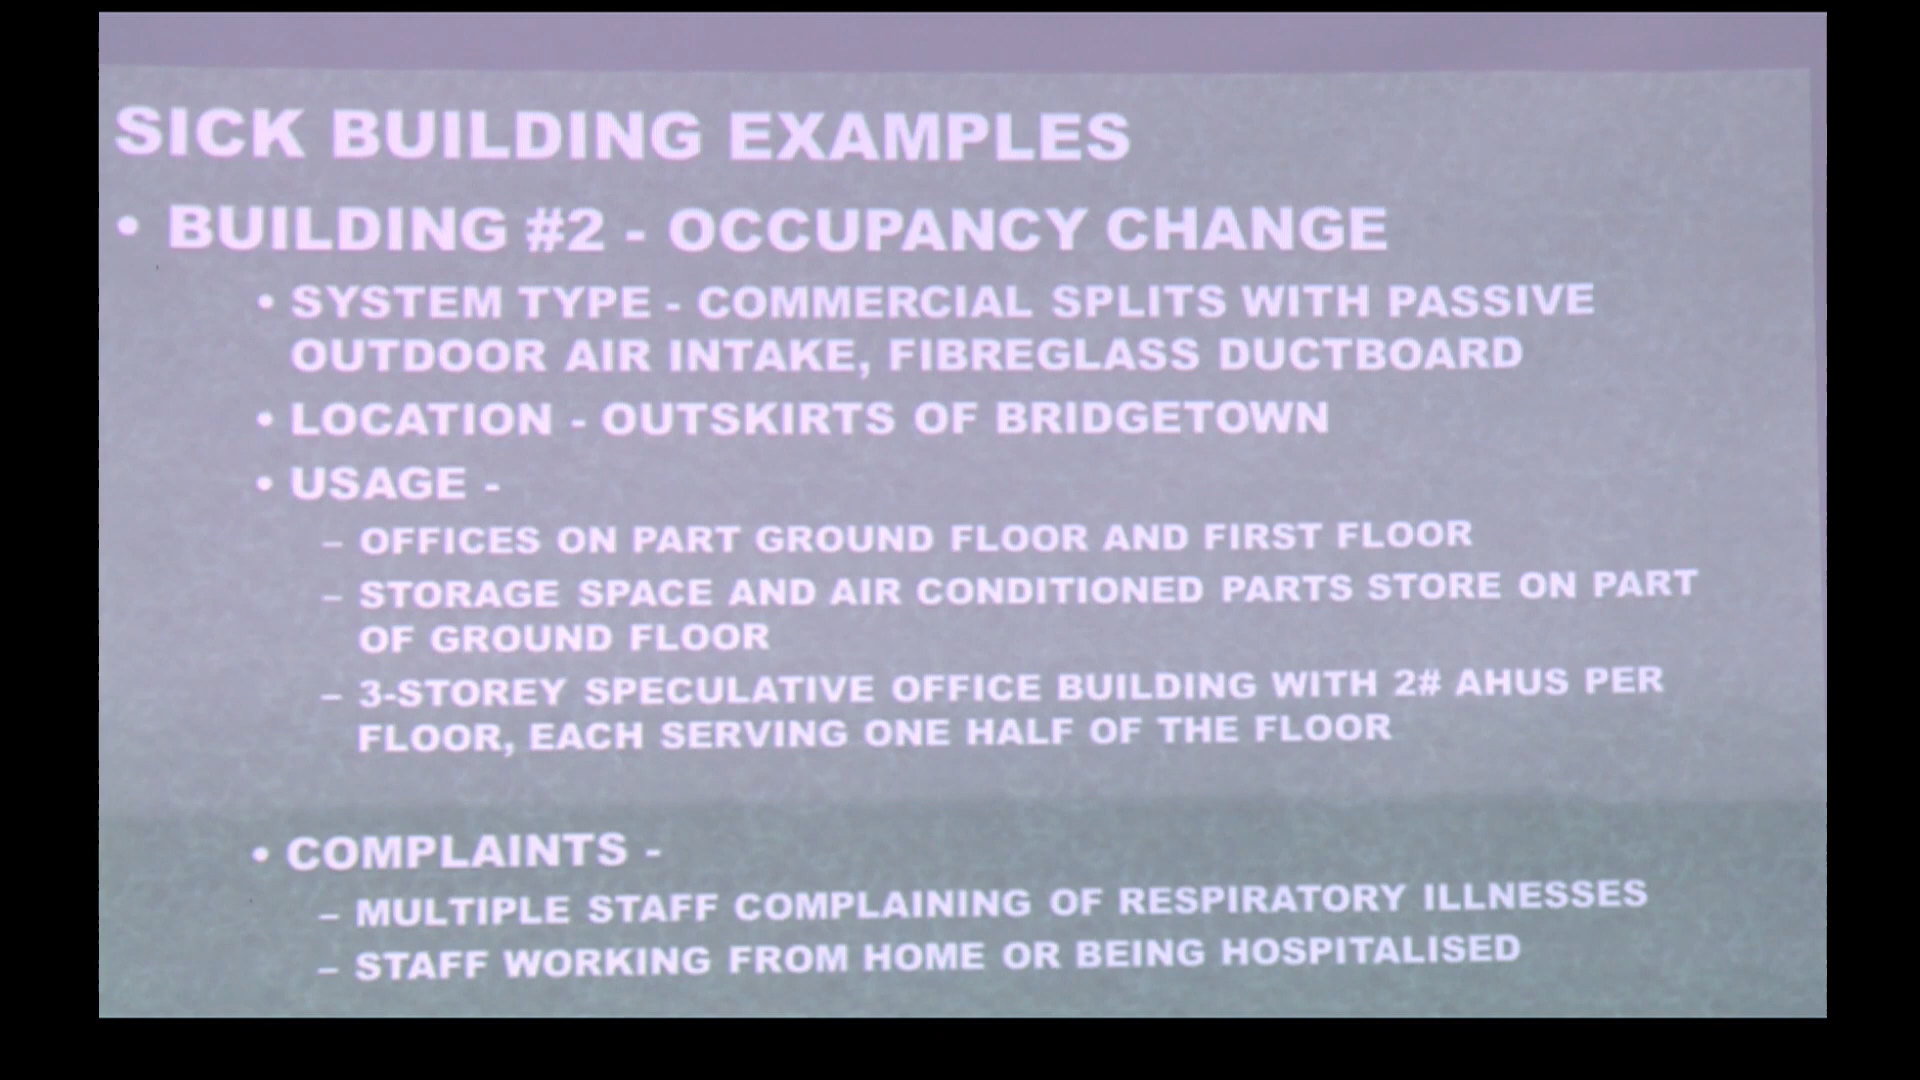 SICK BUILDING EXAMPLES
• BUILDING #2 - OCCUPANCY CHANGE
• SYSTEM TYPE - COMMERCIAL SPLITS WITH PASSIVE
OUTDOOR AIR INTAKE, FIBREGLASS DUCTBOARD
• LOCATION - OUTSKIRTS OF BRIDGETOWN
• USAGE -
– OFFICES ON PART GROUND FLOOR AND FIRST FLOOR
– STORAGE SPACE AND AIR CONDITIONED PARTS STORE ON PART
OF GROUND FLOOR
– 3-STOREY SPECULATIVE OFFICE BUILDING WITH 2# AHUS PER
FLOOR, EACH SERVING ONE HALF OF THE FLOOR
• COMPLAINTS -
– MULTIPLE STAFF COMPLAINING OF RESPIRATORY ILLNESSES
– STAFF WORKING FROM HOME OR BEING HOSPITALISED